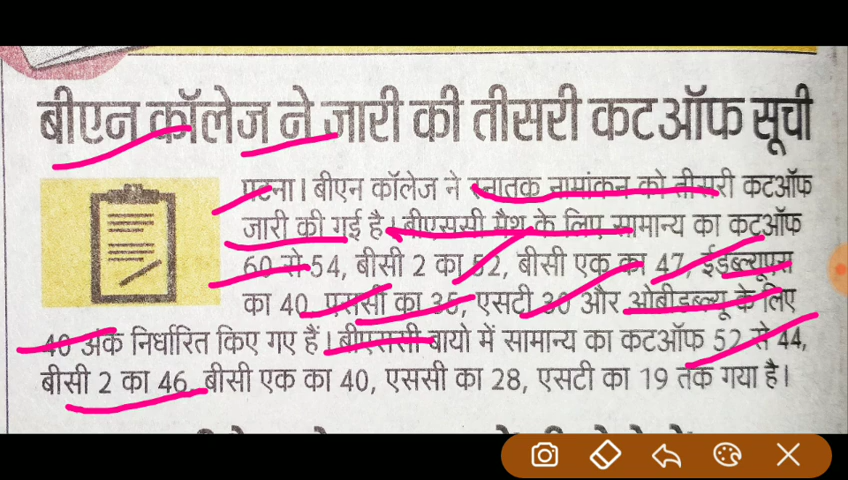 बीएन कॉलेज ने जारी की तीसरी कटऑफ सूची
पटना। बीएन कॉलेज ने स्नातक नामांकन को तीसरी कटऑफ
जारी की गई है। बीएससी मैथ के लिए सामान्य का कटऑफ
60 से 54, बीसी 2 का 52, बीसी एक का 47, ईडब्ल्यूएस
का 40, एससी का 36, एसटी 30 और ओबीडब्ल्यू के लिए
40 अंक निर्धारित किए गए हैं। बीएससी बायो में सामान्य का कटऑफ 52 से 44,
बीसी 2 का 46, बीसी एक का 40, एससी का 28, एसटी का 19 तक गया है।